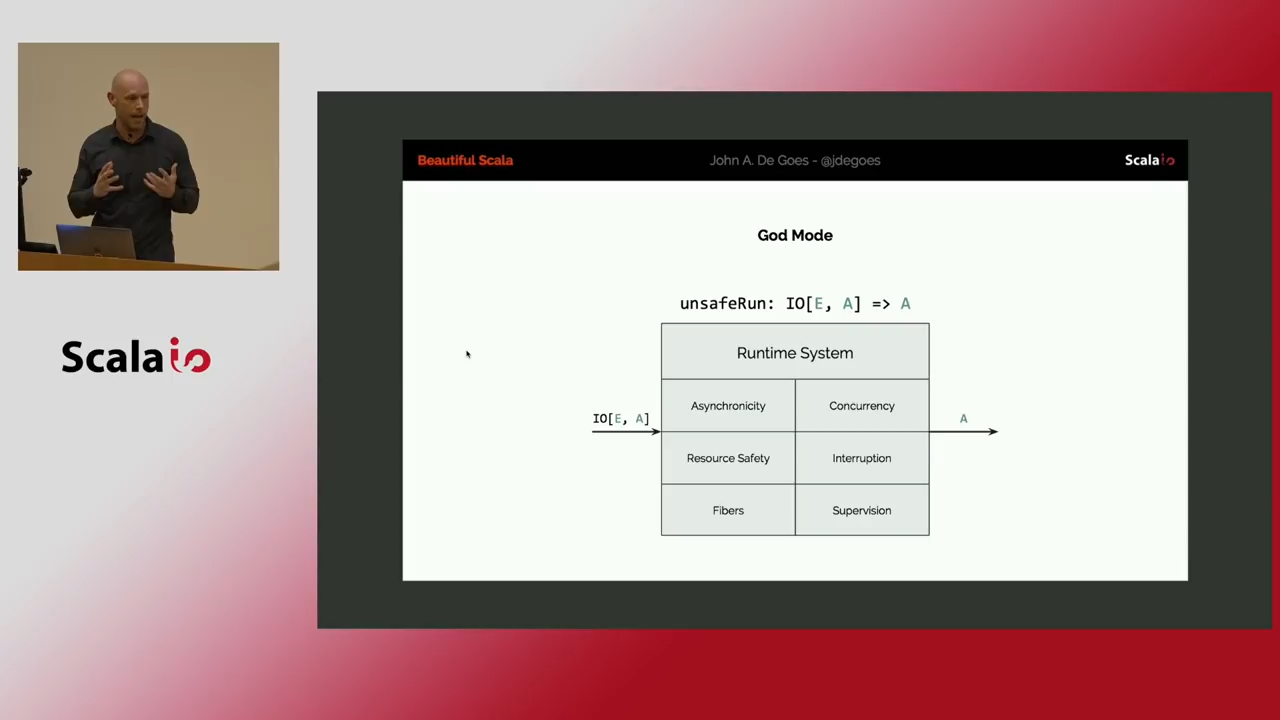 Beautiful Scala
John A. De Goes - @jdegoes
Scala io
God Mode
unsafeRun: IO[E, A] => A
Runtime System
Asynchronicity
Concurrency
IO[E, A]
A
Resource Safety
Interruption
Fibers
Supervision
Scala io